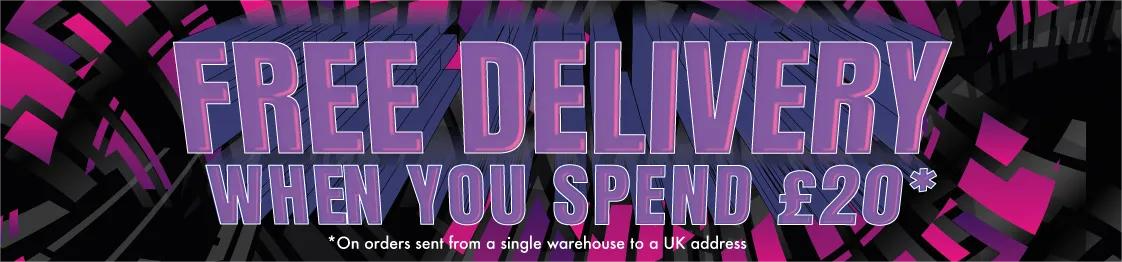 FREE DELIVERY
WHEN YOU SPEND £20*
*On orders sent from a single warehouse to a UK address